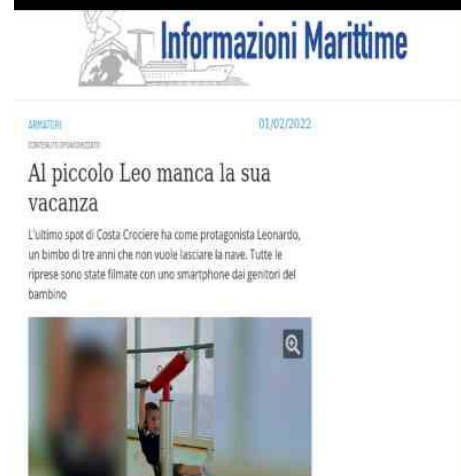 Informazioni Marittime
ARMATORI 01/02/2022
CONTENUTO SPONSORIZZATO
Al piccolo Leo manca la sua
vacanza
L'ultimo spot di Costa Crociere ha come protagonista Leonardo,
un bimbo di tre anni che non vuole lasciare la nave. Tutte le
riprese sono state filmate con uno smartphone dai genitori del
bambino